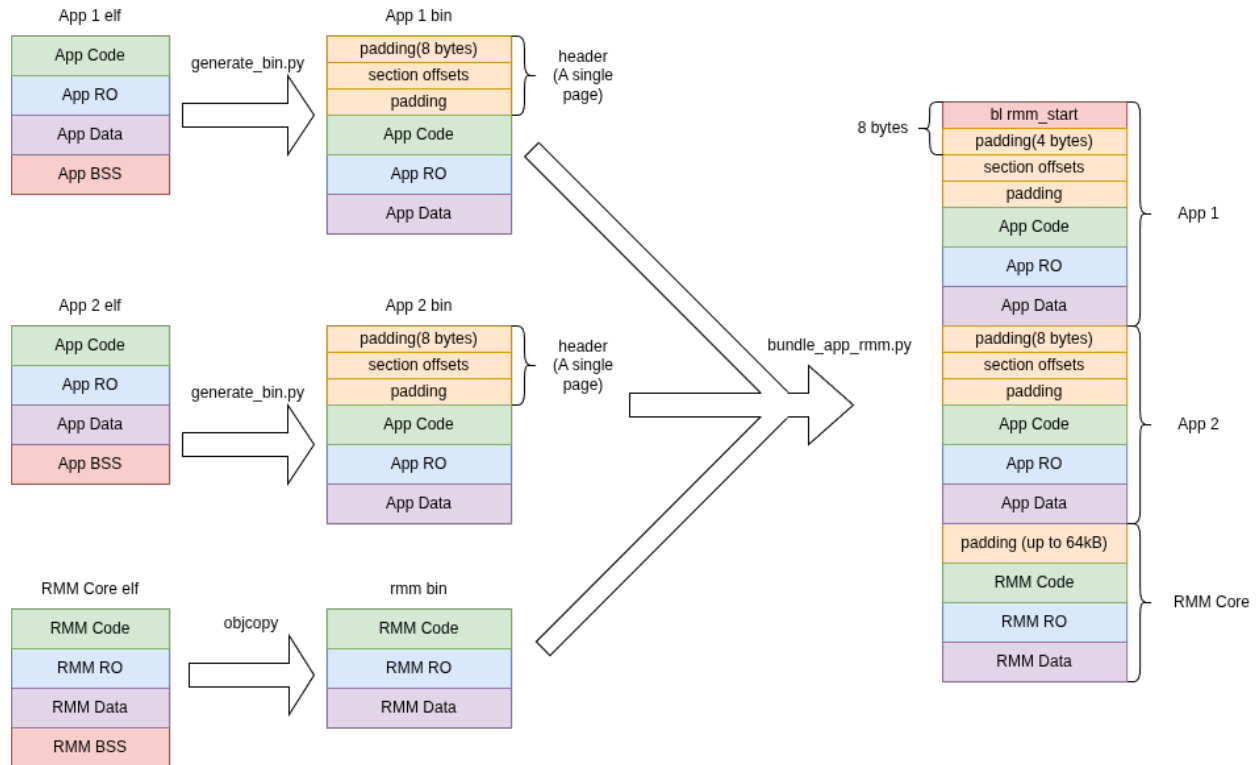 App 1 elf
App Code
App RO
App Data
App BSS
generate_bin.py
App 1 bin
padding(8 bytes)
section offsets
padding
App Code
App RO
App Data
header
(A single
page)
App 2 elf
App Code
App RO
App Data
App BSS
generate_bin.py
App 2 bin
padding(8 bytes)
section offsets
padding
App Code
App RO
App Data
header
(A single
page)
RMM Core elf
RMM Code
RMM RO
RMM Data
RMM BSS
objcopy
rmm bin
RMM Code
RMM RO
RMM Data
bundle_app_rmm.py
8 bytes
bl rmm_start
padding(4 bytes)
section offsets
padding
App Code
App RO
App Data
App 1
padding(8 bytes)
section offsets
padding
App Code
App RO
App Data
App 2
padding (up to 64kB)
RMM Code
RMM RO
RMM Data
RMM Core